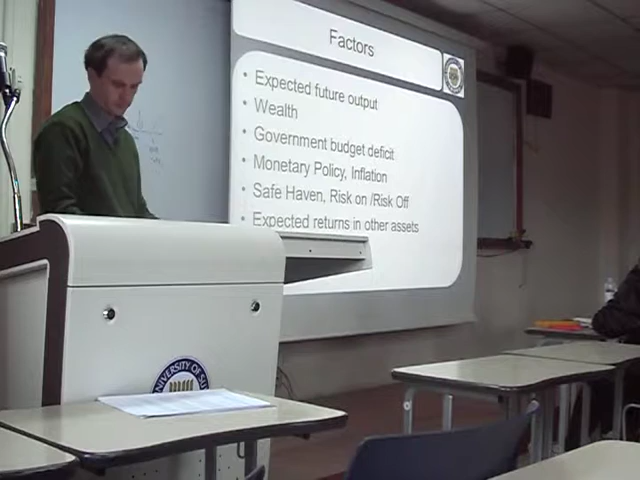 Factors
• Expected future output
• Wealth
• Government budget deficit
• Monetary Policy, Inflation
• Safe Haven, Risk on /Risk Off
• Expected returns in other assets
UNIVERSITY OF